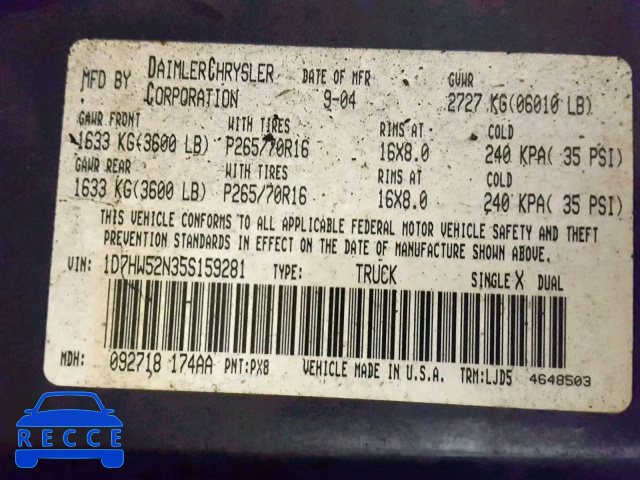 MFD BY DAIMLERCHRYSLER CORPORATION DATE OF MFR 9-04 GVWR 2727 KG(06010 LB)
GAWR FRONT WITH TIRES RIMS AT COLD
1633 KG(3600 LB) P265/70R16 16X8.0 240 KPA( 35 PSI)
GAWR REAR WITH TIRES RIMS AT COLD
1633 KG(3600 LB) P265/70R16 16X8.0 240 KPA( 35 PSI)
THIS VEHICLE CONFORMS TO ALL APPLICABLE FEDERAL MOTOR VEHICLE SAFETY AND THEFT
PREVENTION STANDARDS IN EFFECT ON THE DATE OF MANUFACTURE SHOWN ABOVE.
VIN: 1D7HW52N35S159281 TYPE: TRUCK SINGLE X DUAL
MDH: 092718 174AA PNT:PX8 VEHICLE MADE IN U.S.A. TRM:LJD5 4648503
RECCE